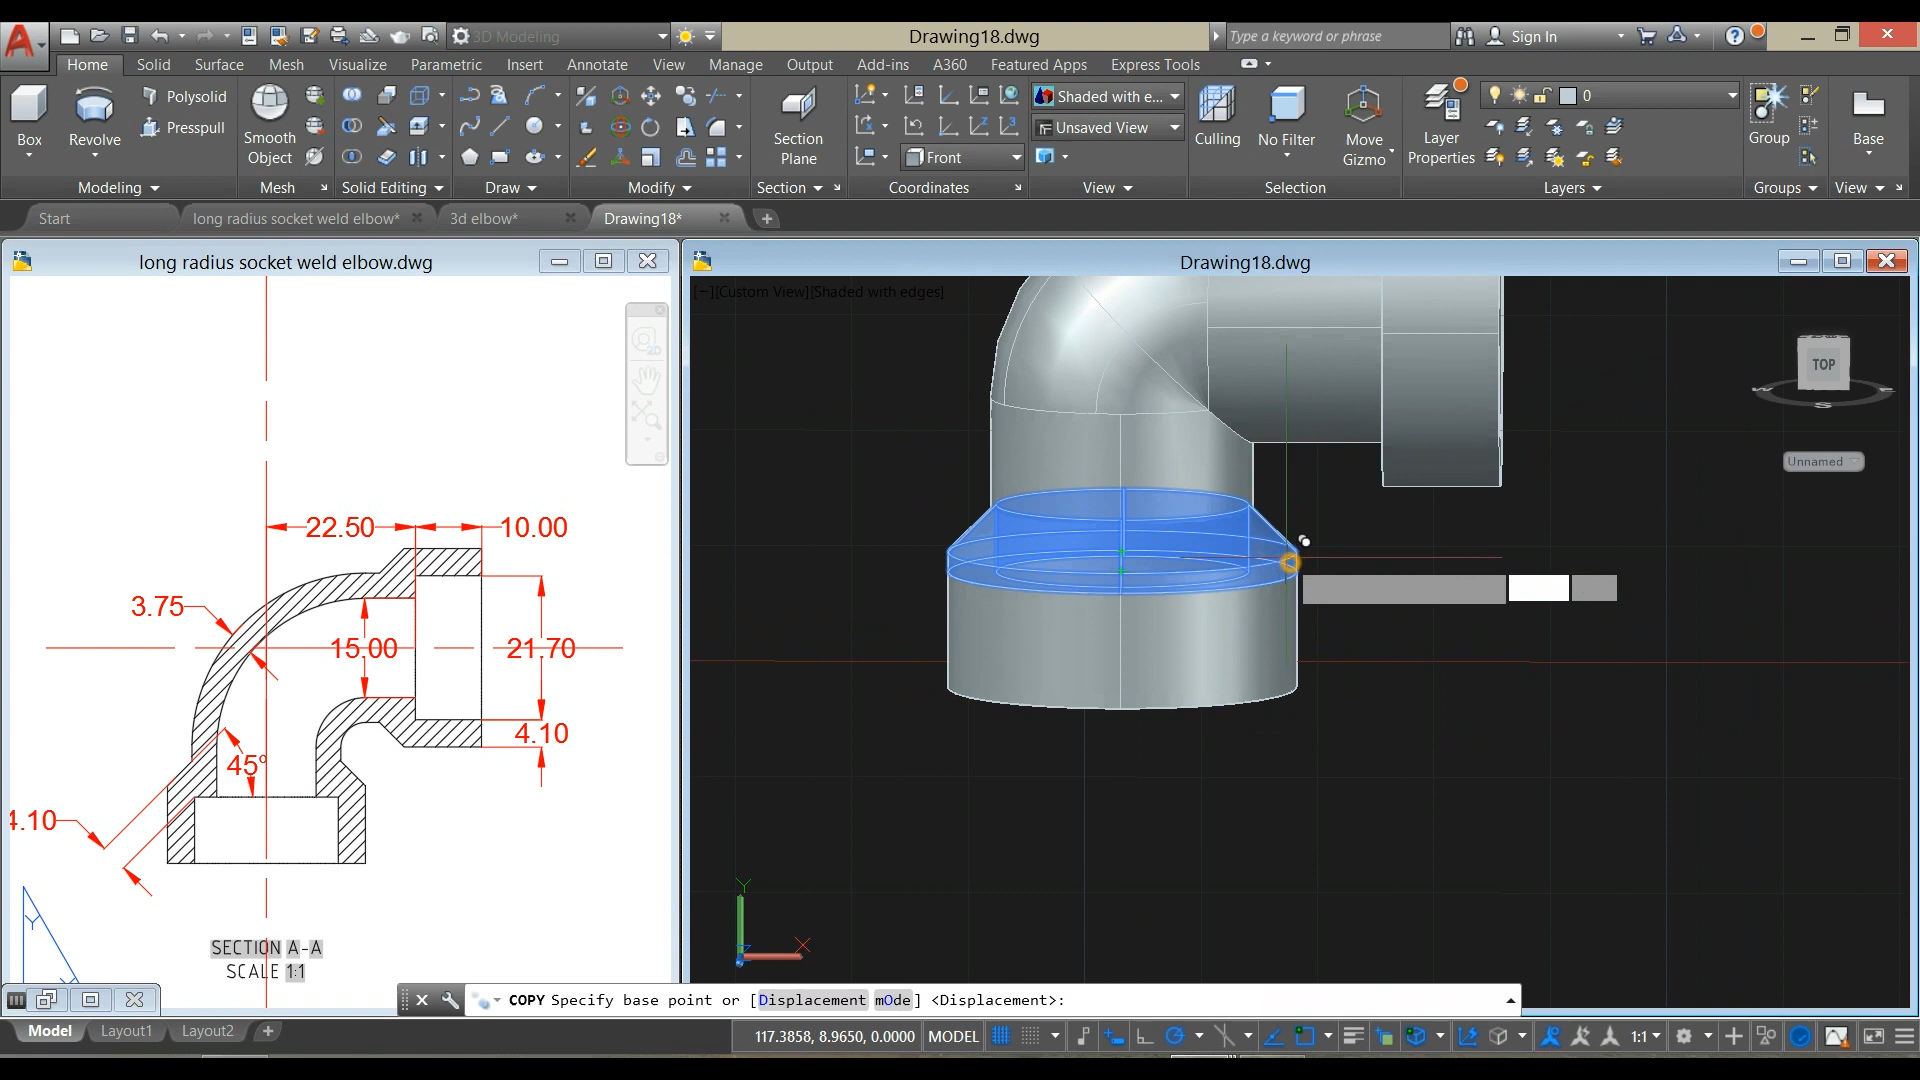 3D Modeling
Drawing18.dwg
Type a keyword or phrase
Sign In
Home Solid Surface Mesh Visualize Parametric Insert Annotate View Manage Output Add-ins A360 Featured Apps Express Tools
Box
Revolve
Polysolid
Presspull
Smooth
Object
Section
Plane
Shaded with e...
Unsaved View
Front
Culling
No Filter
Move
Gizmo
Layer
Properties
0
Group
Base
Modeling Mesh Solid Editing Draw Modify Section Coordinates View Selection Layers Groups View
Start
long radius socket weld elbow*
3d elbow*
Drawing18*
long radius socket weld elbow.dwg
Drawing18.dwg
[−][Custom View][Shaded with edges]
2D
TOP
W
E
S
Unnamed
22.50
10.00
3.75
15.00
21.70
4.10
45°
4.10
Y
SECTION A-A
SCALE 1:1
Y
X
COPY Specify base point or [Displacement mOde] <Displacement>:
Model Layout1 Layout2
117.3858, 8.9650, 0.0000 MODEL
1:1